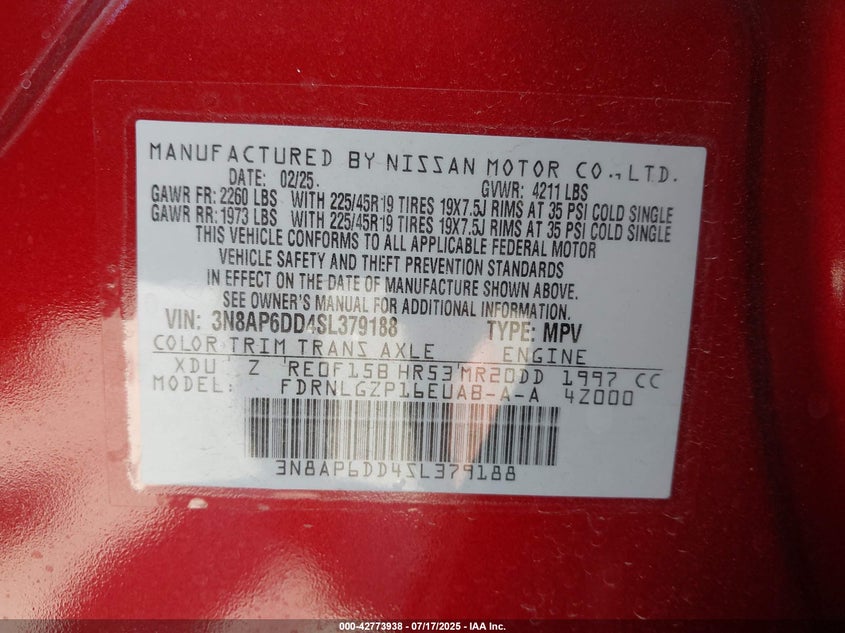 MANUFACTURED BY NISSAN MOTOR CO., LTD.
DATE: 02/25. GVWR: 4211 LBS
GAWR FR: 2260 LBS WITH 225/45R19 TIRES 19X7.5J RIMS AT 35 PSI COLD SINGLE
GAWR RR: 1973 LBS WITH 225/45R19 TIRES 19X7.5J RIMS AT 35 PSI COLD SINGLE
THIS VEHICLE CONFORMS TO ALL APPLICABLE FEDERAL MOTOR
VEHICLE SAFETY AND THEFT PREVENTION STANDARDS
IN EFFECT ON THE DATE OF MANUFACTURE SHOWN ABOVE.
SEE OWNER'S MANUAL FOR ADDITIONAL INFORMATION.
VIN: 3N8AP6DD4SL379188 TYPE: MPV
COLOR TRIM TRANS AXLE ENGINE
XDU Z RE0F15B HR53 MR20DD 1997 CC
MODEL: FDRNLGZP16EUAB-A-A 4Z000
3N8AP6DD4SL379188
000-42773938 - 07/17/2025 - IAA Inc.